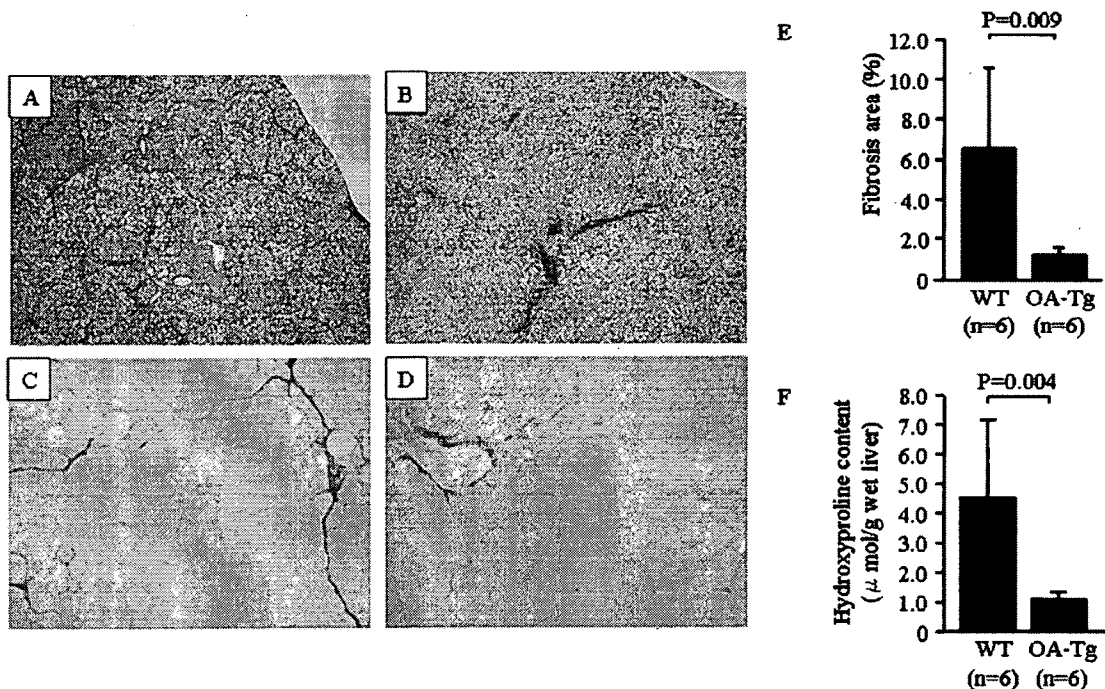 A
B
C
D
E
P=0.009
Fibrosis area (%)
12.0
10.0
8.0
6.0
4.0
2.0
0
WT
OA-Tg
(n=6)
(n=6)
F
P=0.004
Hydroxyproline content
(μ mol/g wet liver)
8.0
7.0
6.0
5.0
4.0
3.0
2.0
1.0
0
WT
OA-Tg
(n=6)
(n=6)